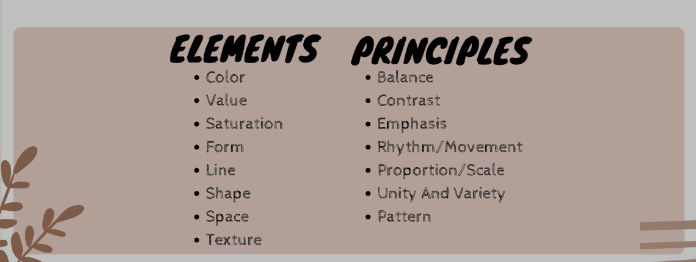 ELEMENTS
• Color
• Value
• Saturation
• Form
• Line
• Shape
• Space
• Texture
PRINCIPLES
• Balance
• Contrast
• Emphasis
• Rhythm/Movement
• Proportion/Scale
• Unity And Variety
• Pattern